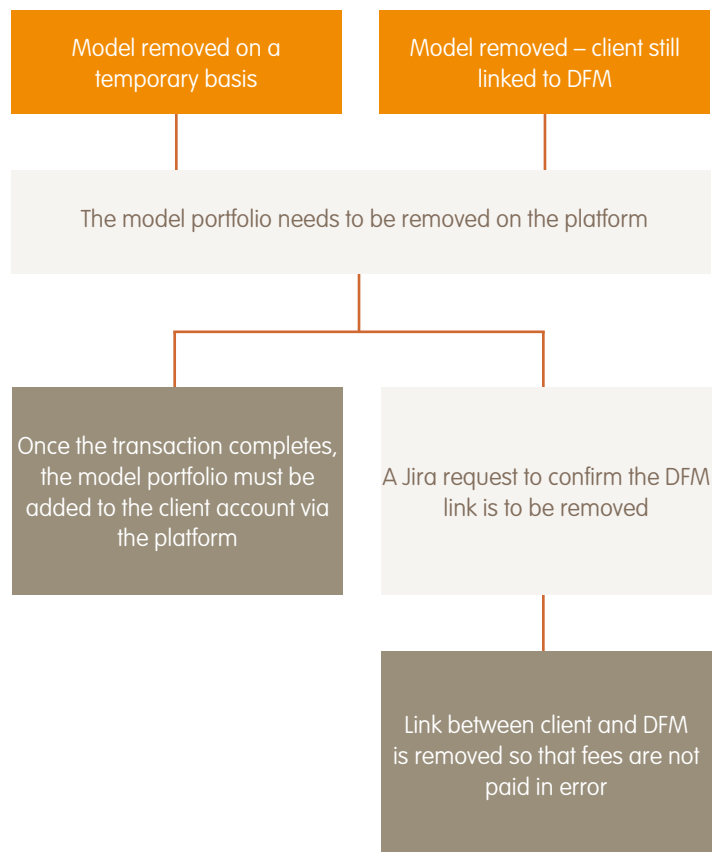 Model removed on a
temporary basis
Model removed – client still
linked to DFM
The model portfolio needs to be removed on the platform
Once the transaction completes,
the model portfolio must be
added to the client account via
the platform
A Jira request to confirm the DFM
link is to be removed
Link between client and DFM
is removed so that fees are not
paid in error